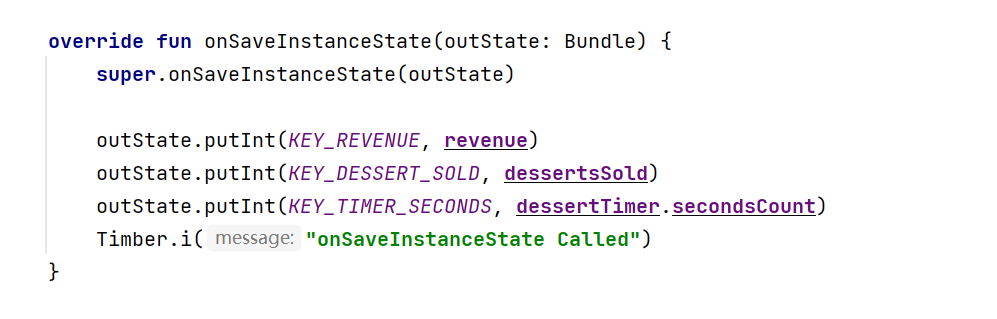 override fun onSaveInstanceState(outState: Bundle) {
super.onSaveInstanceState(outState)
outState.putInt(KEY_REVENUE, revenue)
outState.putInt(KEY_DESSERT_SOLD, dessertsSold)
outState.putInt(KEY_TIMER_SECONDS, dessertTimer.secondsCount)
Timber.i( message: "onSaveInstanceState Called")
}